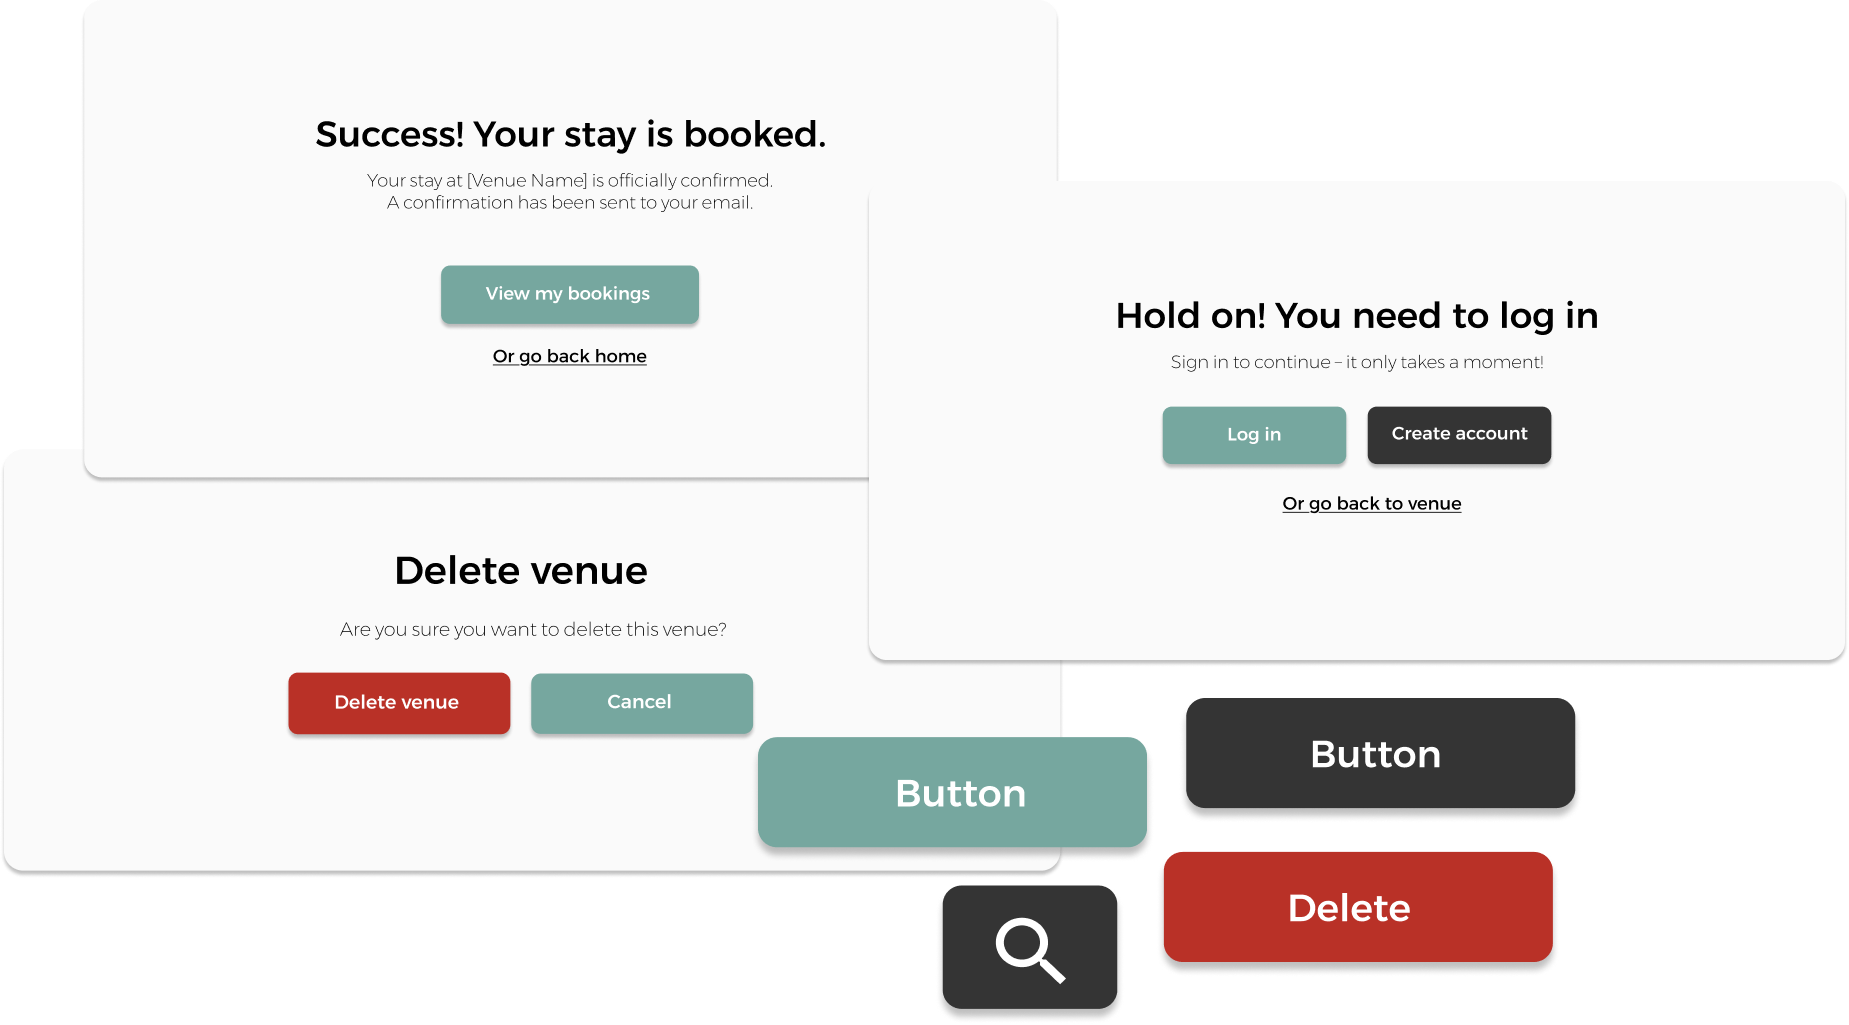 Success! Your stay is booked.
Your stay at [Venue Name] is officially confirmed.
A confirmation has been sent to your email.
View my bookings
Or go back home
Hold on! You need to log in
Sign in to continue – it only takes a moment!
Log in
Create account
Or go back to venue
Delete venue
Are you sure you want to delete this venue?
Delete venue
Cancel
Button
Button
Delete